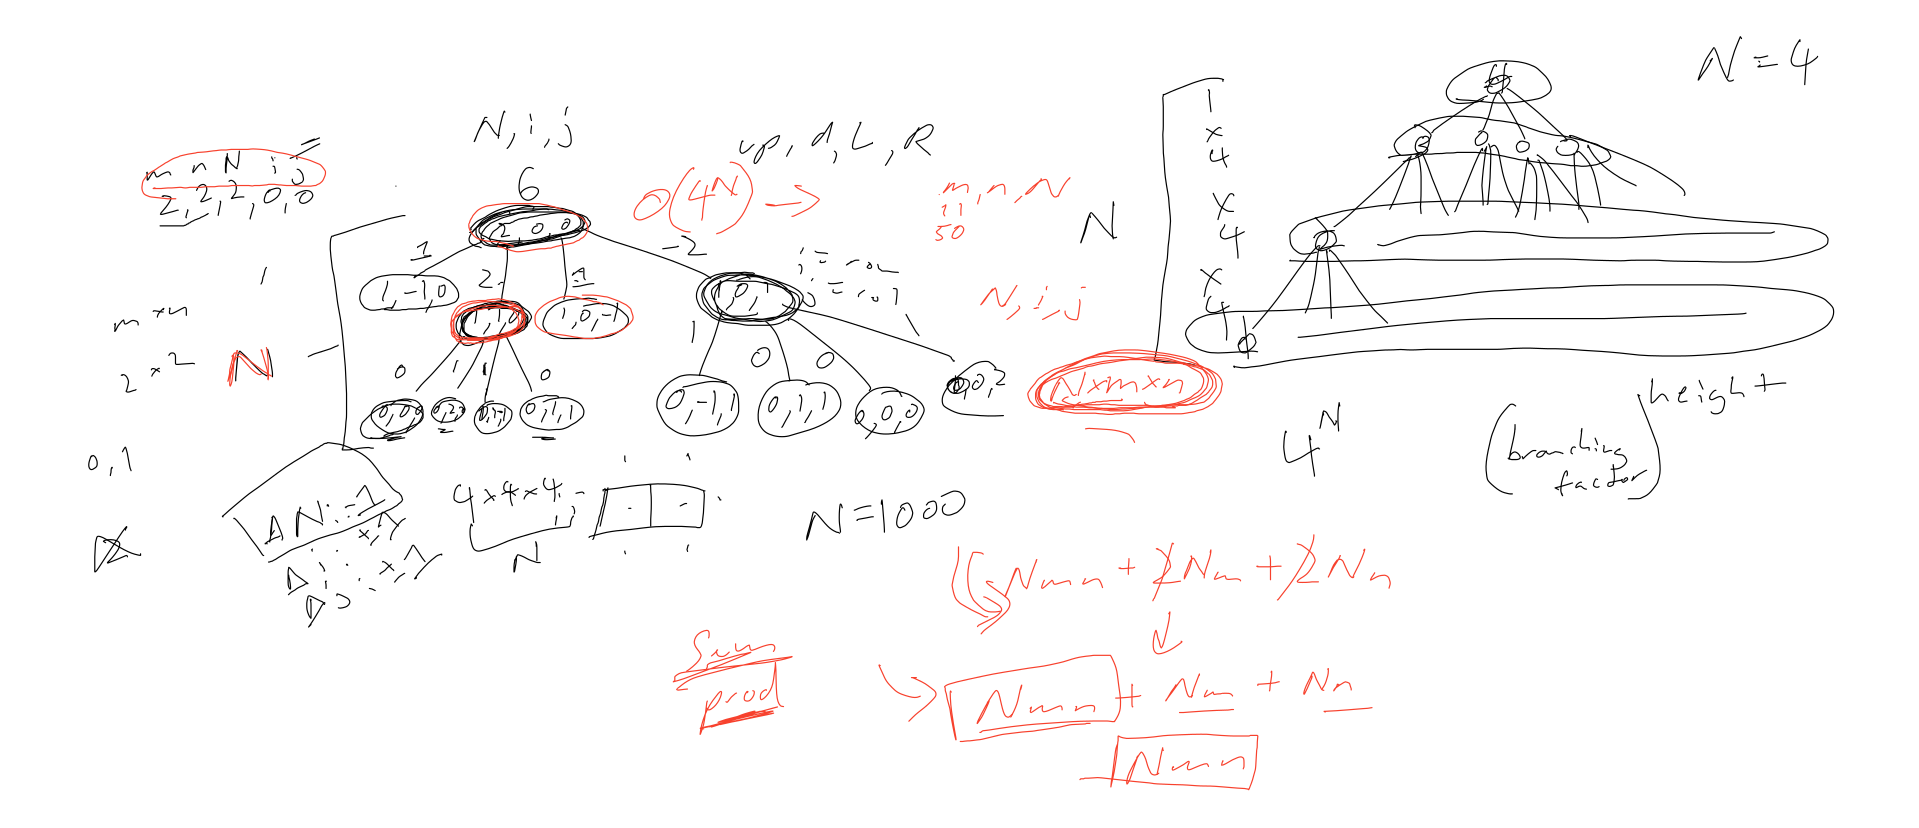 N = 4
N, i, j
up, d, L, R
m n N i j
2, 2, 2, 0, 0
6
O(4^N) →
m, n, N
50
N
1
x
4
x
4
x
4
2, 0, 0
1
2
1
2
i = row
N, i, j
1, -1, 0
1, 1, 0
1, 0, -1
1, 0, 1
m x n
2 x 2
N
0
1
1
0
1
0
0
0, 0, 0
0, 2, 0
0, 1, 1
0, -1, 1
0, 1, 1
0, 0, 0
0, 0, 2
N x m x n
4^N
(branching factor)^height
0, 1
Δ N: -1
4 x 4 x 4
N
N = 1000
Nmn + 2Nm + 2Nn
Sum
prod
Nmn + Nm + Nn
Nmn